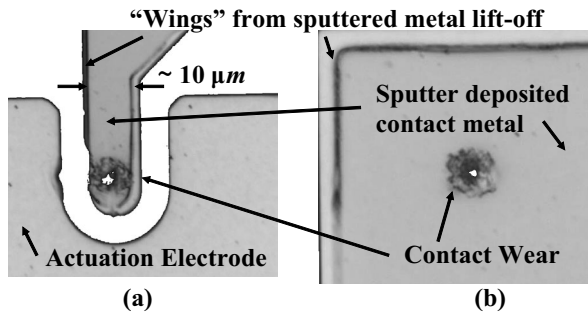 “Wings” from sputtered metal lift-off
~ 10 μm
Sputter deposited
contact metal
Actuation Electrode
Contact Wear
(a)
(b)